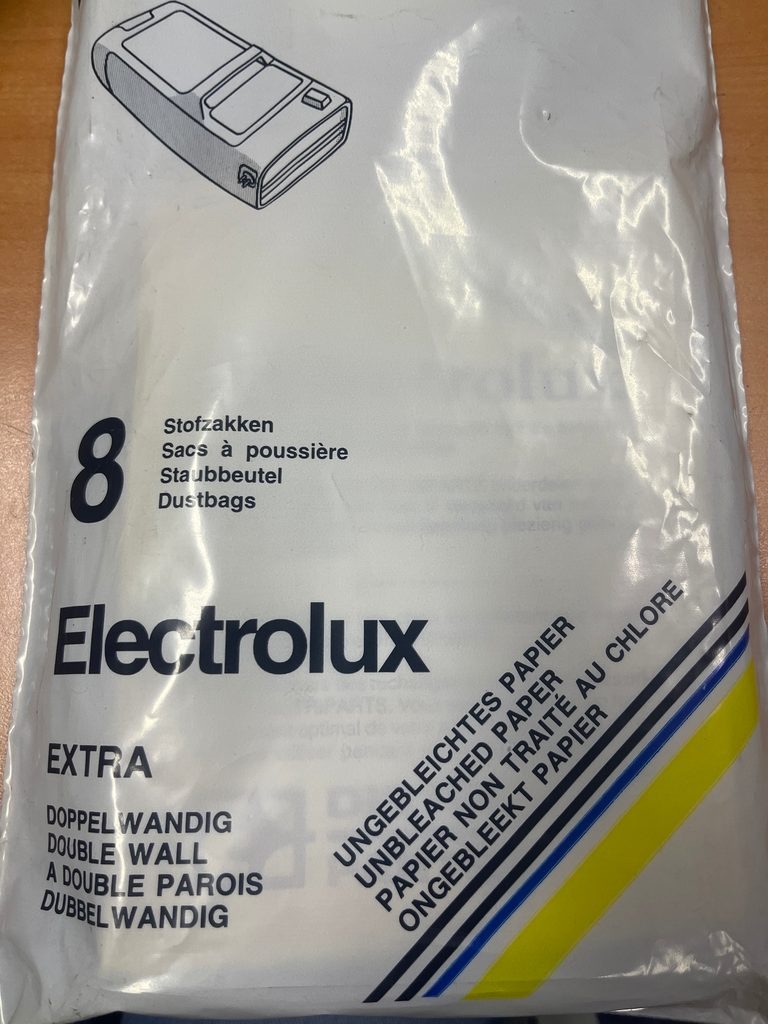 8
Stofzakken
Sacs à poussière
Staubbeutel
Dustbags
Electrolux
EXTRA
DOPPELWANDIG
DOUBLE WALL
A DOUBLE PAROIS
DUBBELWANDIG
UNGEBLEICHTES PAPIER
UNBLEACHED PAPER
PAPIER NON TRAITÉ AU CHLORE
ONGEBLEEKT PAPIER